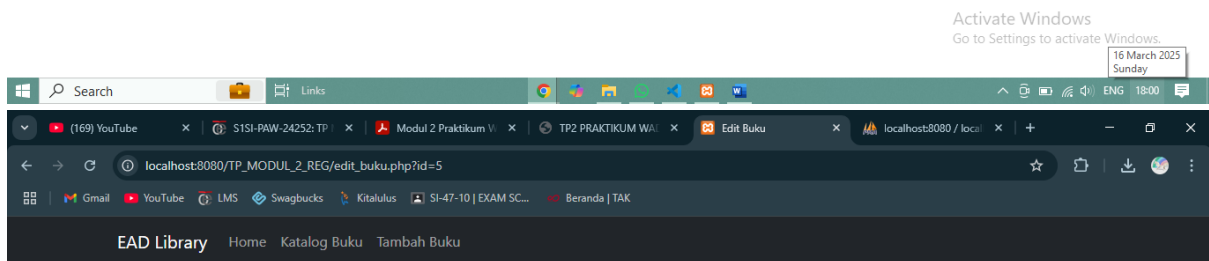 Activate Windows
Go to Settings to activate Windows.
16 March 2025
Sunday
Search
Links
ENG 18:00
(169) YouTube
S1SI-PAW-24252: TP
Modul 2 Praktikum
TP2 PRAKTIKUM
Edit Buku
localhost:8080 / local
localhost:8080/TP_MODUL_2_REG/edit_buku.php?id=5
Gmail YouTube LMS Swagbucks Kitalulus SI-47-10 | EXAM SC... Beranda | TAK
EAD Library Home Katalog Buku Tambah Buku